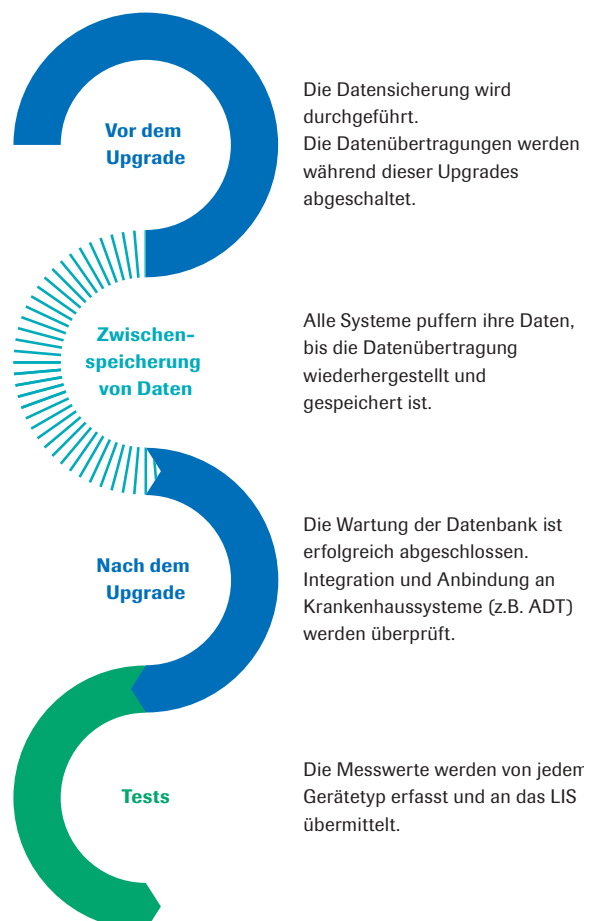 Vor dem
Upgrade
Die Datensicherung wird
durchgeführt.
Die Datenübertragungen werden
während dieser Upgrades
abgeschaltet.
Zwischen-
speicherung
von Daten
Alle Systeme puffern ihre Daten,
bis die Datenübertragung
wiederhergestellt und
gespeichert ist.
Nach dem
Upgrade
Die Wartung der Datenbank ist
erfolgreich abgeschlossen.
Integration und Anbindung an
Krankenhaussysteme (z.B. ADT)
werden überprüft.
Tests
Die Messwerte werden von jedem
Gerätetyp erfasst und an das LIS
übermittelt.